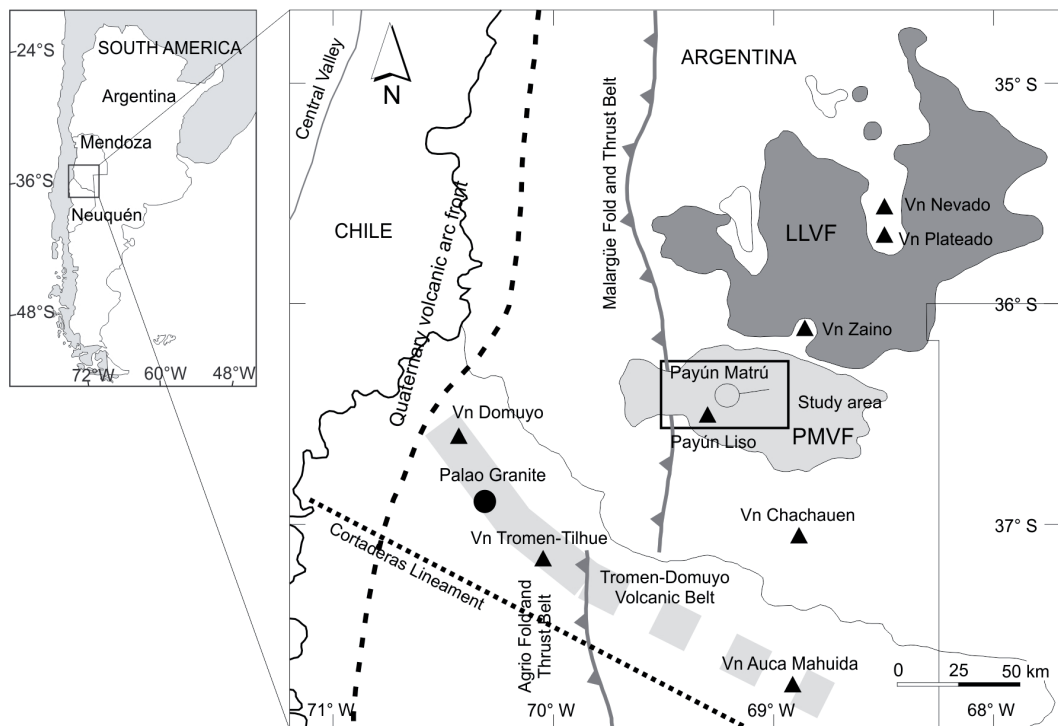 24°S
SOUTH AMERICA
Argentina
Mendoza
36°S
Neuquén
48°S
72°W
60°W
48°W
N
Central Valley
CHILE
Quaternary volcanic arc front
Malargüe Fold and Thrust Belt
ARGENTINA
35° S
Vn Nevado
LLVF
Vn Plateado
36° S
Vn Zaino
Payún Matrú
Study area
PMVF
Payún Liso
Vn Domuyo
Palao Granite
Vn Chachauen
37° S
Vn Tromen-Tilhue
Cortaderas Lineament
Tromen-Domuyo
Volcanic Belt
Agrio Fold and
Thrust Belt
Vn Auca Mahuida
0 25 50 km
71° W
70° W
69° W
68° W